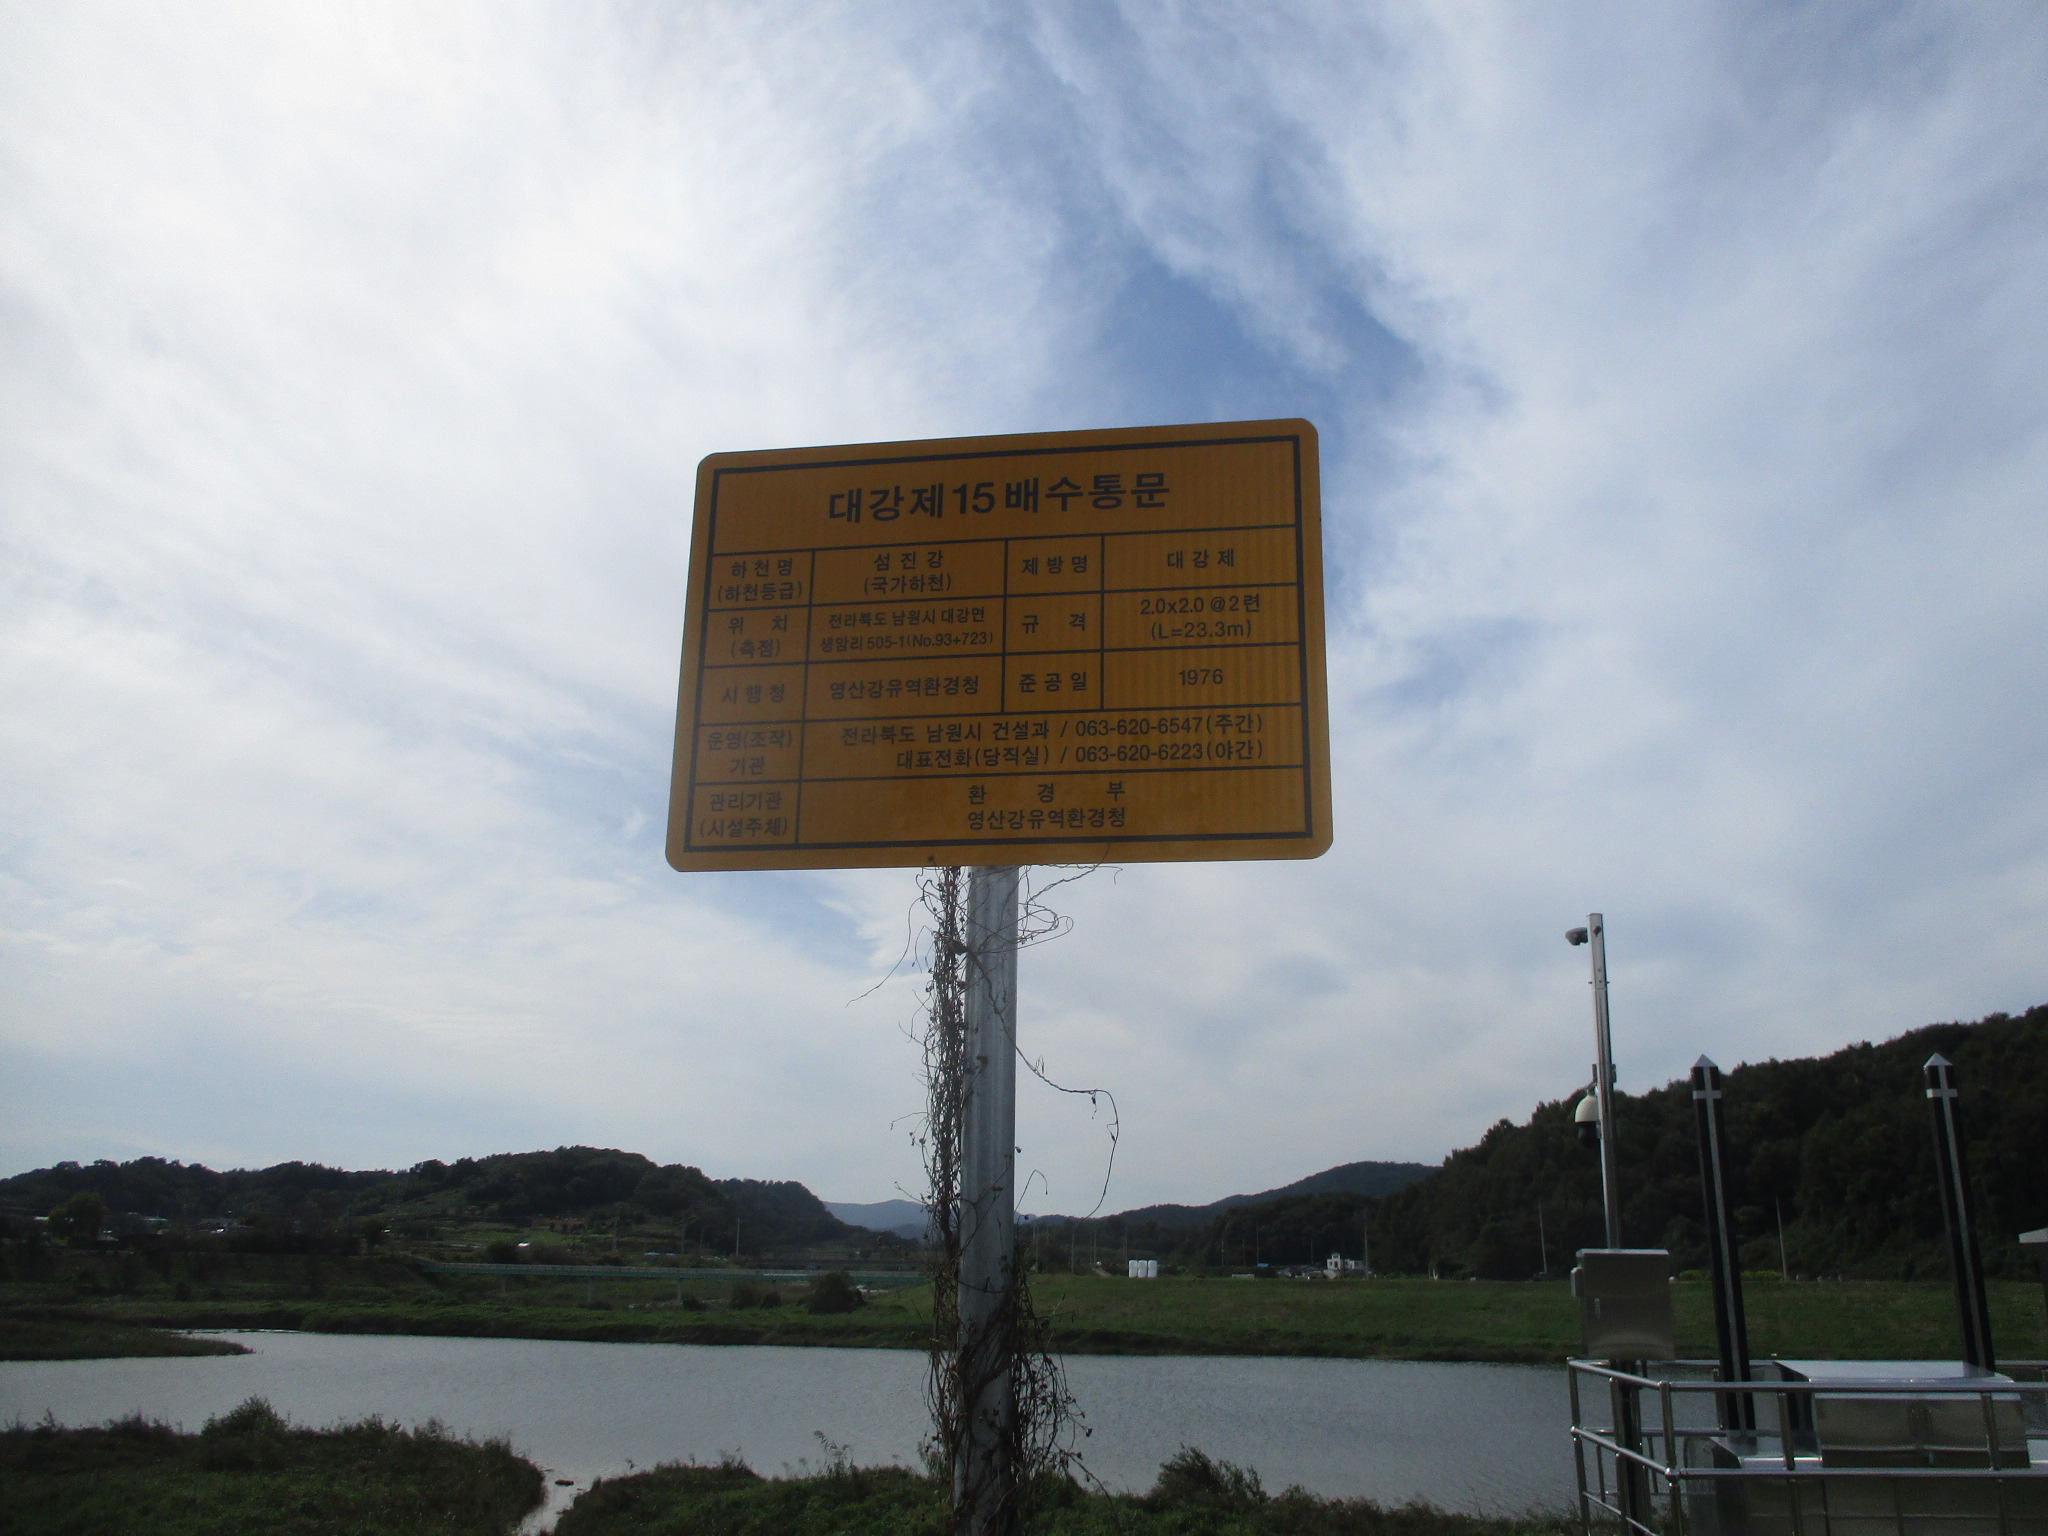 대강제15배수통문
하천명
(하천등급)
섬진강
(국가하천)
제방명
대강제
위치
(측점)
전라북도 남원시 대강면
생암리 505-1(No.93+723)
규격
2.0x2.0 @2련
(L=23.3m)
시행청
영산강유역환경청
준공일
1976
운영(조작)
기관
전라북도 남원시 건설과 / 063-620-6547(주간)
대표전화(당직실) / 063-620-6223(야간)
관리기관
(시설주체)
환경부
영산강유역환경청